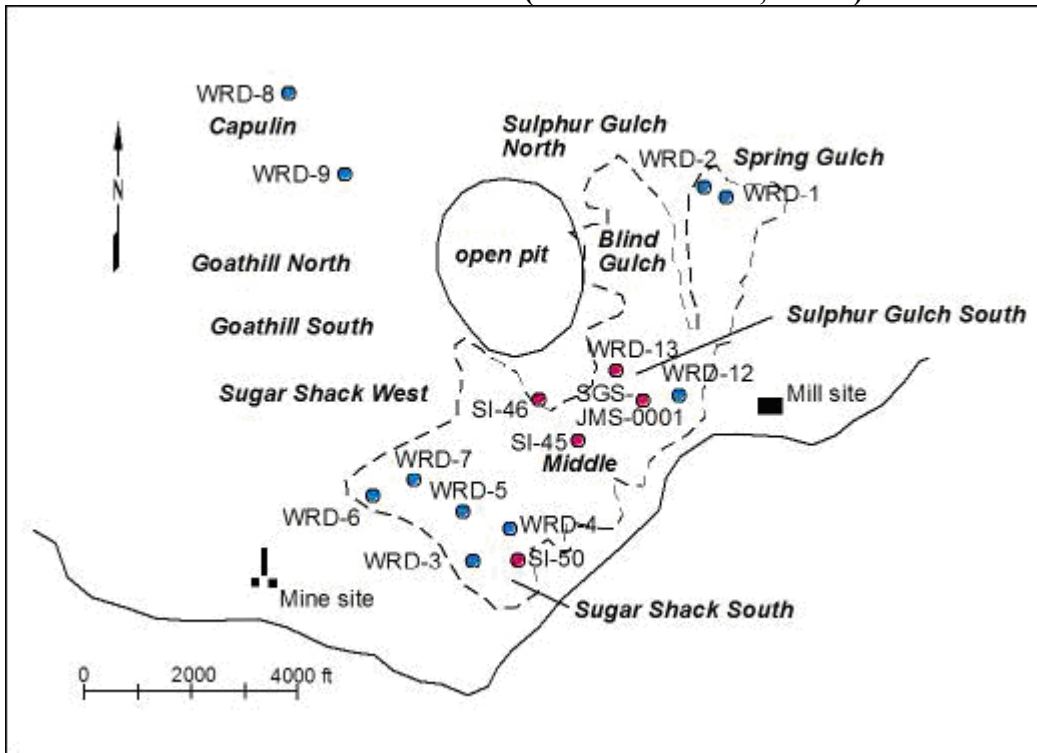 WRD-8
Capulin
WRD-9
N
Sulphur Gulch
North
WRD-2
Spring Gulch
WRD-1
open pit
Blind
Gulch
Goathill North
Goathill South
Sulphur Gulch South
WRD-13
WRD-12
Sugar Shack West
SI-46
SGS-
JMS-0001
Mill site
SI-45
Middle
WRD-7
WRD-5
WRD-6
WRD-4
WRD-3
SI-50
Mine site
Sugar Shack South
0 2000 4000 ft